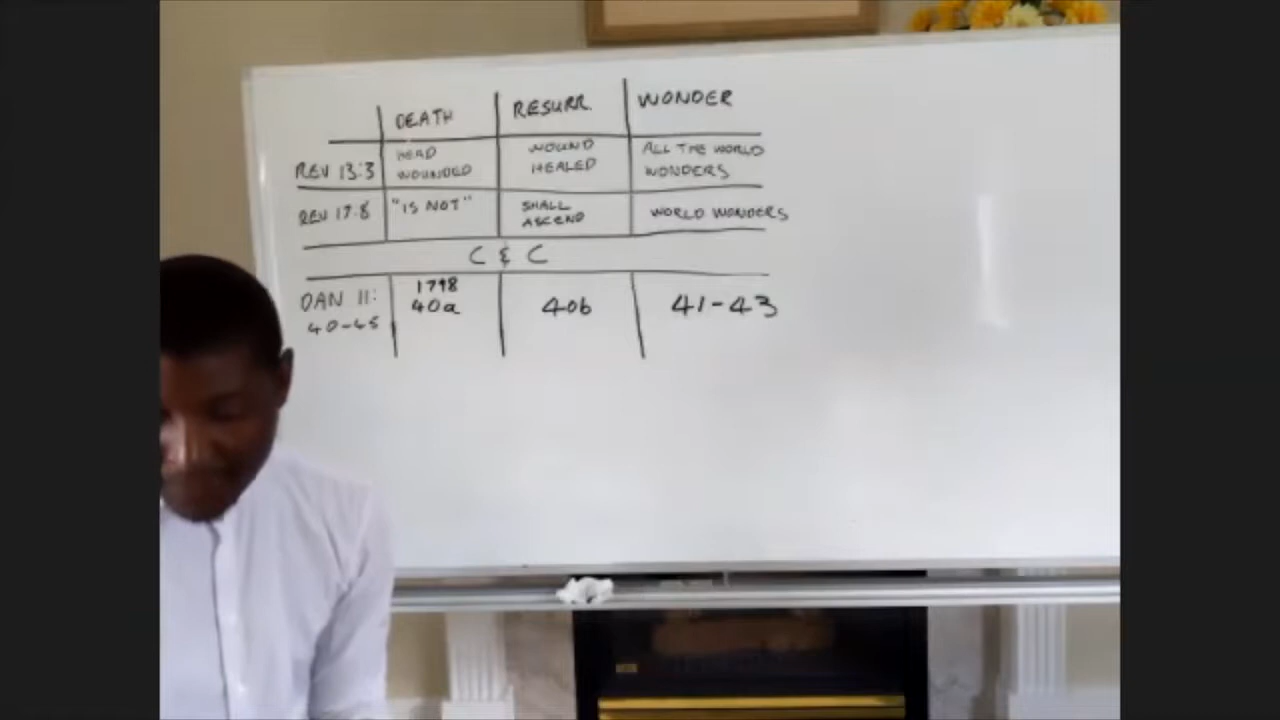 DEATH RESURR. WONDER
REV 13:3 HEAD WOUNDED WOUND HEALED ALL THE WORLD WONDERS
REV 17:8 "IS NOT" SHALL ASCEND WORLD WONDERS
C & C
DAN 11: 40-45 1798 40a 40b 41-43